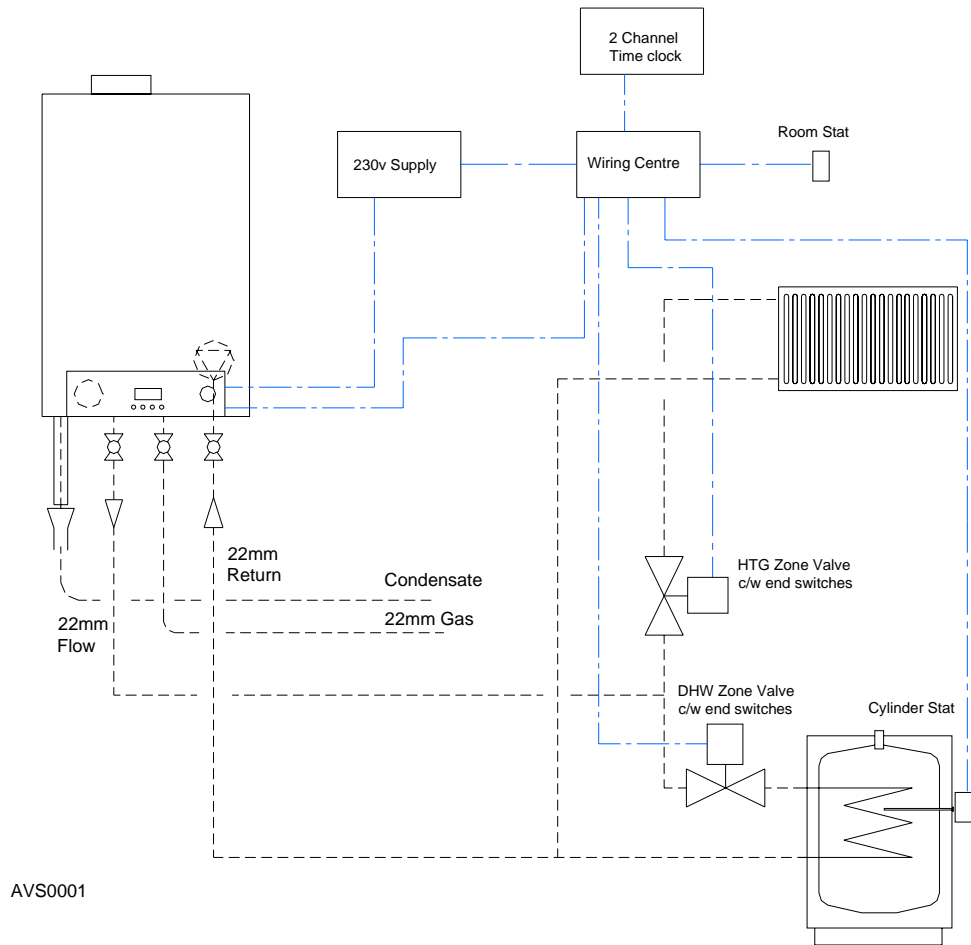 2 Channel
Time clock
Room Stat
230v Supply
Wiring Centre
22mm
Return
Condensate
22mm Gas
22mm
Flow
HTG Zone Valve
c/w end switches
DHW Zone Valve
c/w end switches
Cylinder Stat
AVS0001